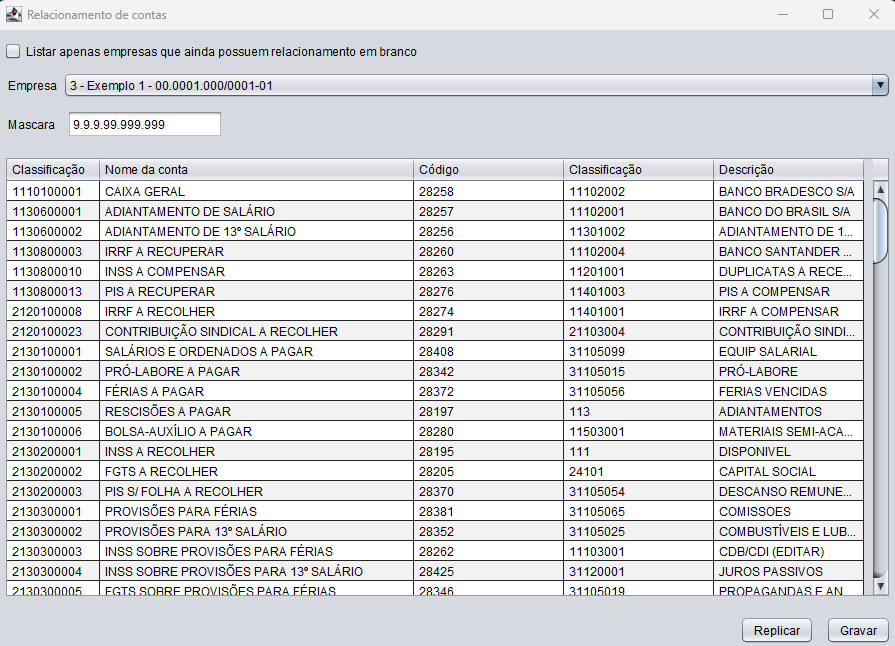 Relacionamento de contas
Listar apenas empresas que ainda possuem relacionamento em branco
Empresa 3 - Exemplo 1 - 00.0001.000/0001-01
Mascara 9.9.9.99.999.999
Classificação Nome da conta Código Classificação Descrição
1110100001 CAIXA GERAL 28258 11102002 BANCO BRADESCO S/A
1130600001 ADIANTAMENTO DE SALÁRIO 28257 11102001 BANCO DO BRASIL S/A
1130600002 ADIANTAMENTO DE 13º SALÁRIO 28256 11301002 ADIANTAMENTO DE 1...
1130800003 IRRF A RECUPERAR 28260 11102004 BANCO SANTANDER ...
1130800010 INSS A COMPENSAR 28263 11201001 DUPLICATAS A RECE...
1130800013 PIS A RECUPERAR 28276 11401003 PIS A COMPENSAR
2120100008 IRRF A RECOLHER 28274 11401001 IRRF A COMPENSAR
2120100023 CONTRIBUIÇÃO SINDICAL A RECOLHER 28291 21103004 CONTRIBUIÇÃO SINDI...
2130100001 SALÁRIOS E ORDENADOS A PAGAR 28408 31105099 EQUIP SALARIAL
2130100002 PRÓ-LABORE A PAGAR 28342 31105015 PRÓ-LABORE
2130100004 FÉRIAS A PAGAR 28372 31105056 FERIAS VENCIDAS
2130100005 RESCISÕES A PAGAR 28197 113 ADIANTAMENTOS
2130100006 BOLSA-AUXÍLIO A PAGAR 28280 11503001 MATERIAIS SEMI-ACA...
2130200001 INSS A RECOLHER 28195 111 DISPONIVEL
2130200002 FGTS A RECOLHER 28205 24101 CAPITAL SOCIAL
2130200003 PIS S/ FOLHA A RECOLHER 28370 31105054 DESCANSO REMUNE...
2130300001 PROVISÕES PARA FÉRIAS 28381 31105065 COMISSOES
2130300002 PROVISÕES PARA 13º SALÁRIO 28352 31105025 COMBUSTÍVEIS E LUB...
2130300003 INSS SOBRE PROVISÕES PARA FÉRIAS 28262 11103001 CDB/CDI (EDITAR)
2130300004 INSS SOBRE PROVISÕES PARA 13º SALÁRIO 28425 31120001 JUROS PASSIVOS
2130300005 FGTS SOBRE PROVISÕES PARA FÉRIAS 28346 31105019 PROPAGANDAS E AN...
Replicar Gravar